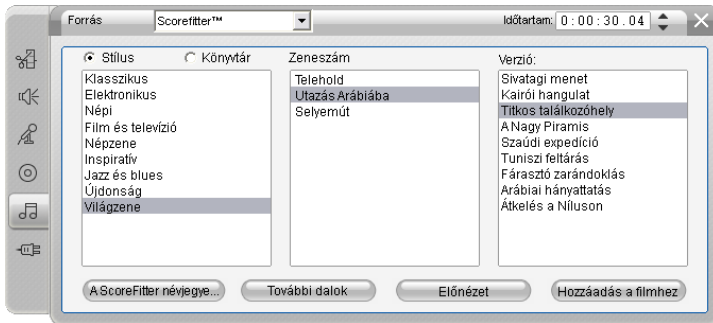 Forrás Scorefitter™ Időtartam: 0:00:30.04
Stílus Könyvtár Zeneszám Verzió:
Klasszikus
Elektronikus
Népi
Film és televízió
Népzene
Inspiratív
Jazz és blues
Újdonság
Világzene
Telehold
Utazás Arábiába
Selyemút
Sivatagi menet
Kairói hangulat
Titkos találkozóhely
A Nagy Piramis
Szaúdi expedíció
Tuniszi feltárás
Fárasztó zarándoklás
Arábiai hányattatás
Átkelés a Níluson
A ScoreFitter névjegye... További dalok Előnézet Hozzáadás a filmhez